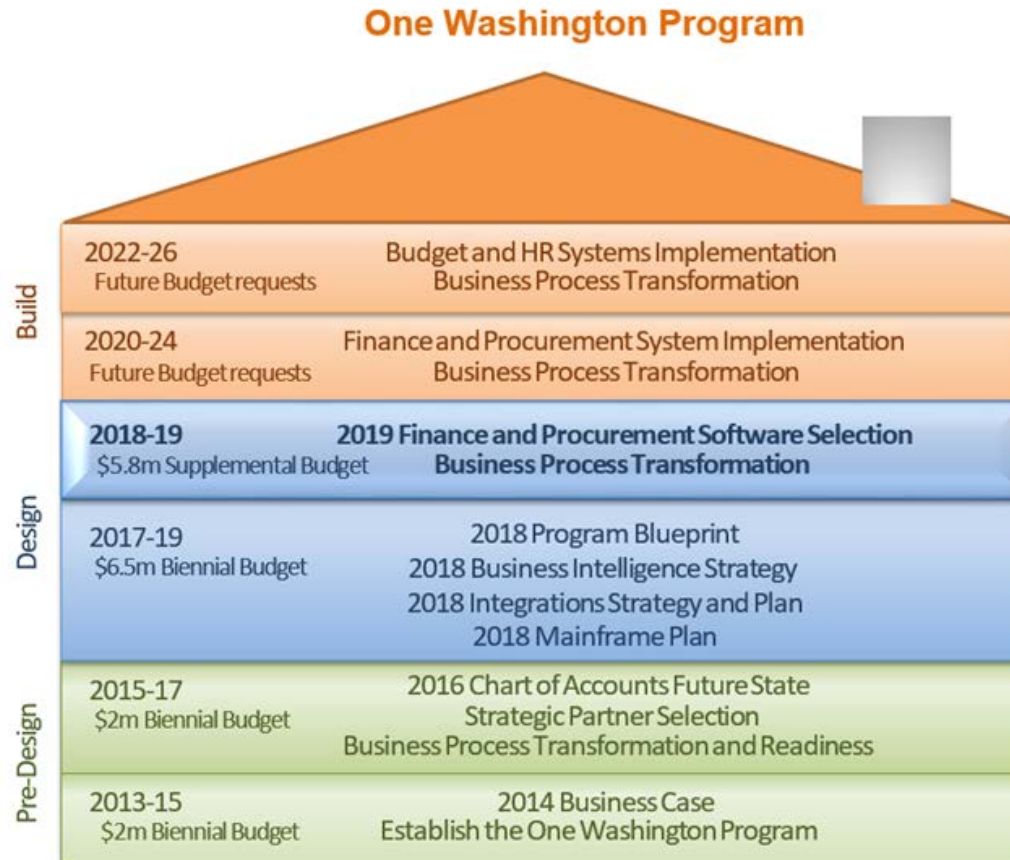 One Washington Program
Build
2022-26
Future Budget requests
Budget and HR Systems Implementation
Business Process Transformation
2020-24
Future Budget requests
Finance and Procurement System Implementation
Business Process Transformation
Design
2018-19
$5.8m Supplemental Budget
2019 Finance and Procurement Software Selection
Business Process Transformation
2017-19
$6.5m Biennial Budget
2018 Program Blueprint
2018 Business Intelligence Strategy
2018 Integrations Strategy and Plan
2018 Mainframe Plan
Pre-Design
2015-17
$2m Biennial Budget
2016 Chart of Accounts Future State
Strategic Partner Selection
Business Process Transformation and Readiness
2013-15
$2m Biennial Budget
2014 Business Case
Establish the One Washington Program